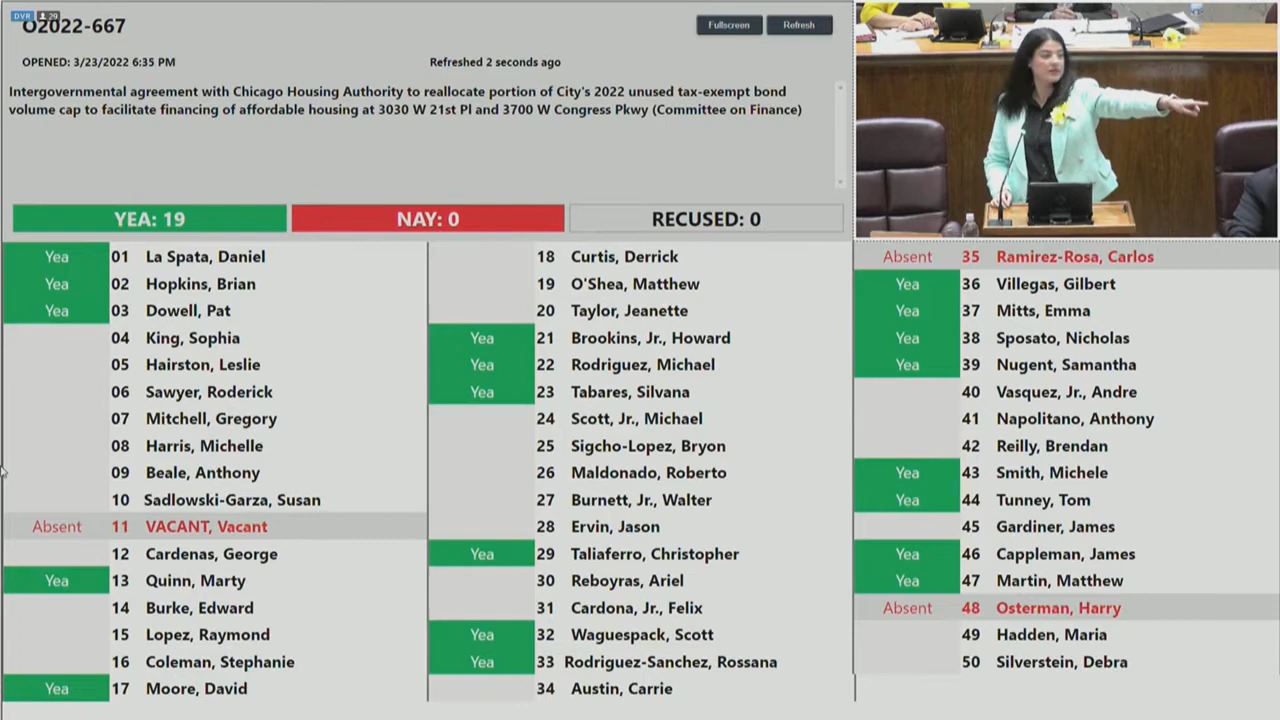 DVR 29
O2022-667
Fullscreen Refresh
OPENED: 3/23/2022 6:35 PM Refreshed 2 seconds ago
Intergovernmental agreement with Chicago Housing Authority to reallocate portion of City's 2022 unused tax-exempt bond
volume cap to facilitate financing of affordable housing at 3030 W 21st Pl and 3700 W Congress Pkwy (Committee on Finance)
YEA: 19 NAY: 0 RECUSED: 0
Yea 01 La Spata, Daniel
Yea 02 Hopkins, Brian
Yea 03 Dowell, Pat
04 King, Sophia
05 Hairston, Leslie
06 Sawyer, Roderick
07 Mitchell, Gregory
08 Harris, Michelle
09 Beale, Anthony
10 Sadlowski-Garza, Susan
Absent 11 VACANT, Vacant
12 Cardenas, George
Yea 13 Quinn, Marty
14 Burke, Edward
15 Lopez, Raymond
16 Coleman, Stephanie
Yea 17 Moore, David
18 Curtis, Derrick
19 O'Shea, Matthew
20 Taylor, Jeanette
Yea 21 Brookins, Jr., Howard
Yea 22 Rodriguez, Michael
Yea 23 Tabares, Silvana
24 Scott, Jr., Michael
25 Sigcho-Lopez, Bryon
26 Maldonado, Roberto
27 Burnett, Jr., Walter
28 Ervin, Jason
Yea 29 Taliaferro, Christopher
30 Reboyras, Ariel
31 Cardona, Jr., Felix
Yea 32 Waguespack, Scott
Yea 33 Rodriguez-Sanchez, Rossana
34 Austin, Carrie
Absent 35 Ramirez-Rosa, Carlos
Yea 36 Villegas, Gilbert
Yea 37 Mitts, Emma
Yea 38 Sposato, Nicholas
Yea 39 Nugent, Samantha
40 Vasquez, Jr., Andre
41 Napolitano, Anthony
42 Reilly, Brendan
Yea 43 Smith, Michele
Yea 44 Tunney, Tom
45 Gardiner, James
Yea 46 Cappleman, James
Yea 47 Martin, Matthew
Absent 48 Osterman, Harry
49 Hadden, Maria
50 Silverstein, Debra